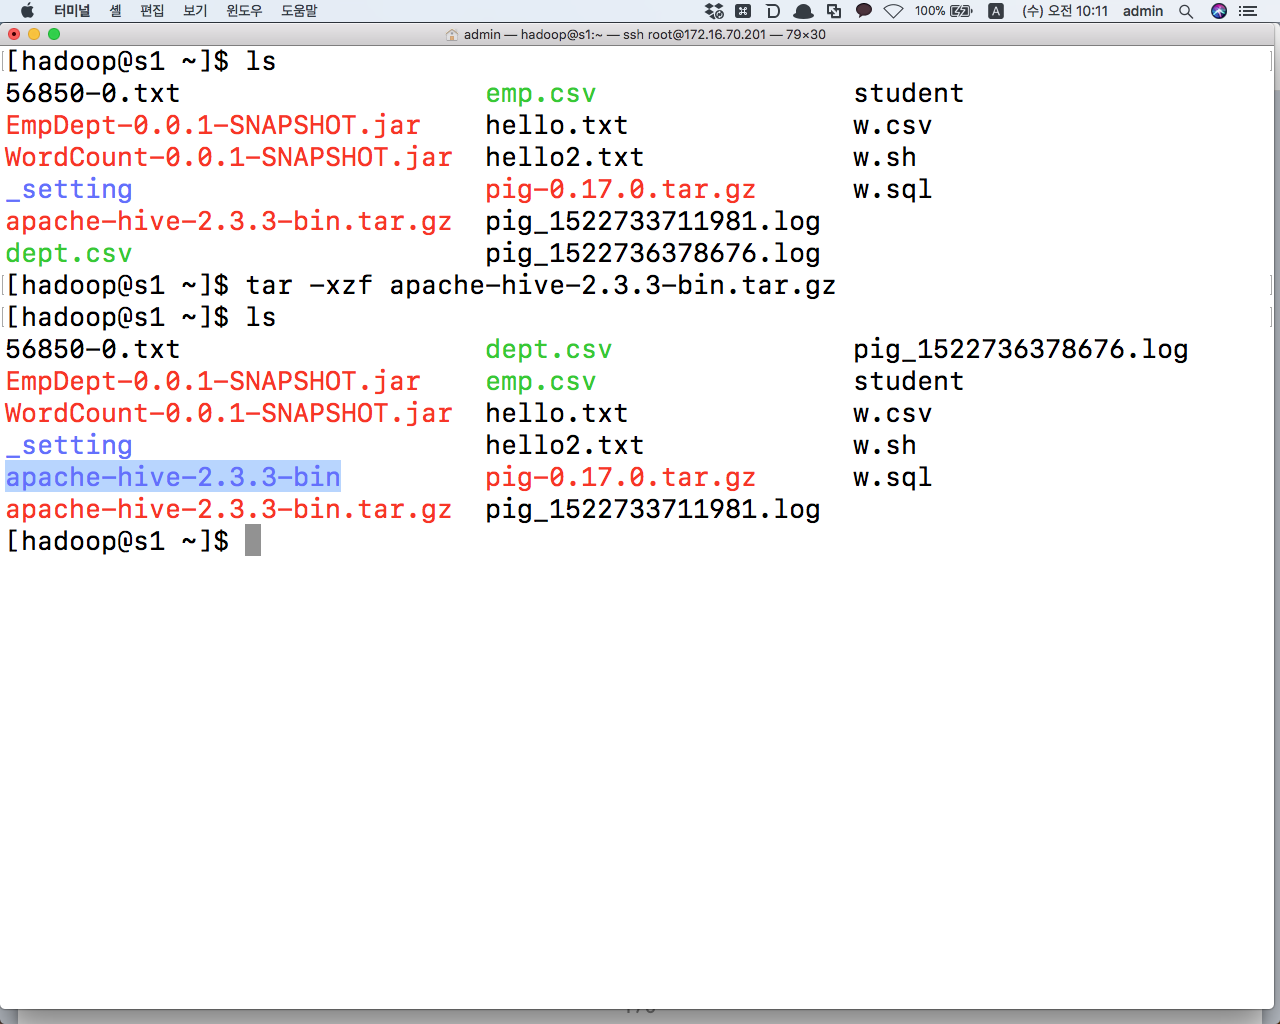 터미널 셸 편집 보기 윈도우 도움말 100% A (수) 오전 10:11 admin
admin — hadoop@s1:~ — ssh root@172.16.70.201 — 79×30
[hadoop@s1 ~]$ ls
56850-0.txt emp.csv student
EmpDept-0.0.1-SNAPSHOT.jar hello.txt w.csv
WordCount-0.0.1-SNAPSHOT.jar hello2.txt w.sh
_setting pig-0.17.0.tar.gz w.sql
apache-hive-2.3.3-bin.tar.gz pig_1522733711981.log
dept.csv pig_1522736378676.log
[hadoop@s1 ~]$ tar -xzf apache-hive-2.3.3-bin.tar.gz
[hadoop@s1 ~]$ ls
56850-0.txt dept.csv pig_1522736378676.log
EmpDept-0.0.1-SNAPSHOT.jar emp.csv student
WordCount-0.0.1-SNAPSHOT.jar hello.txt w.csv
_setting hello2.txt w.sh
apache-hive-2.3.3-bin pig-0.17.0.tar.gz w.sql
apache-hive-2.3.3-bin.tar.gz pig_1522733711981.log
[hadoop@s1 ~]$